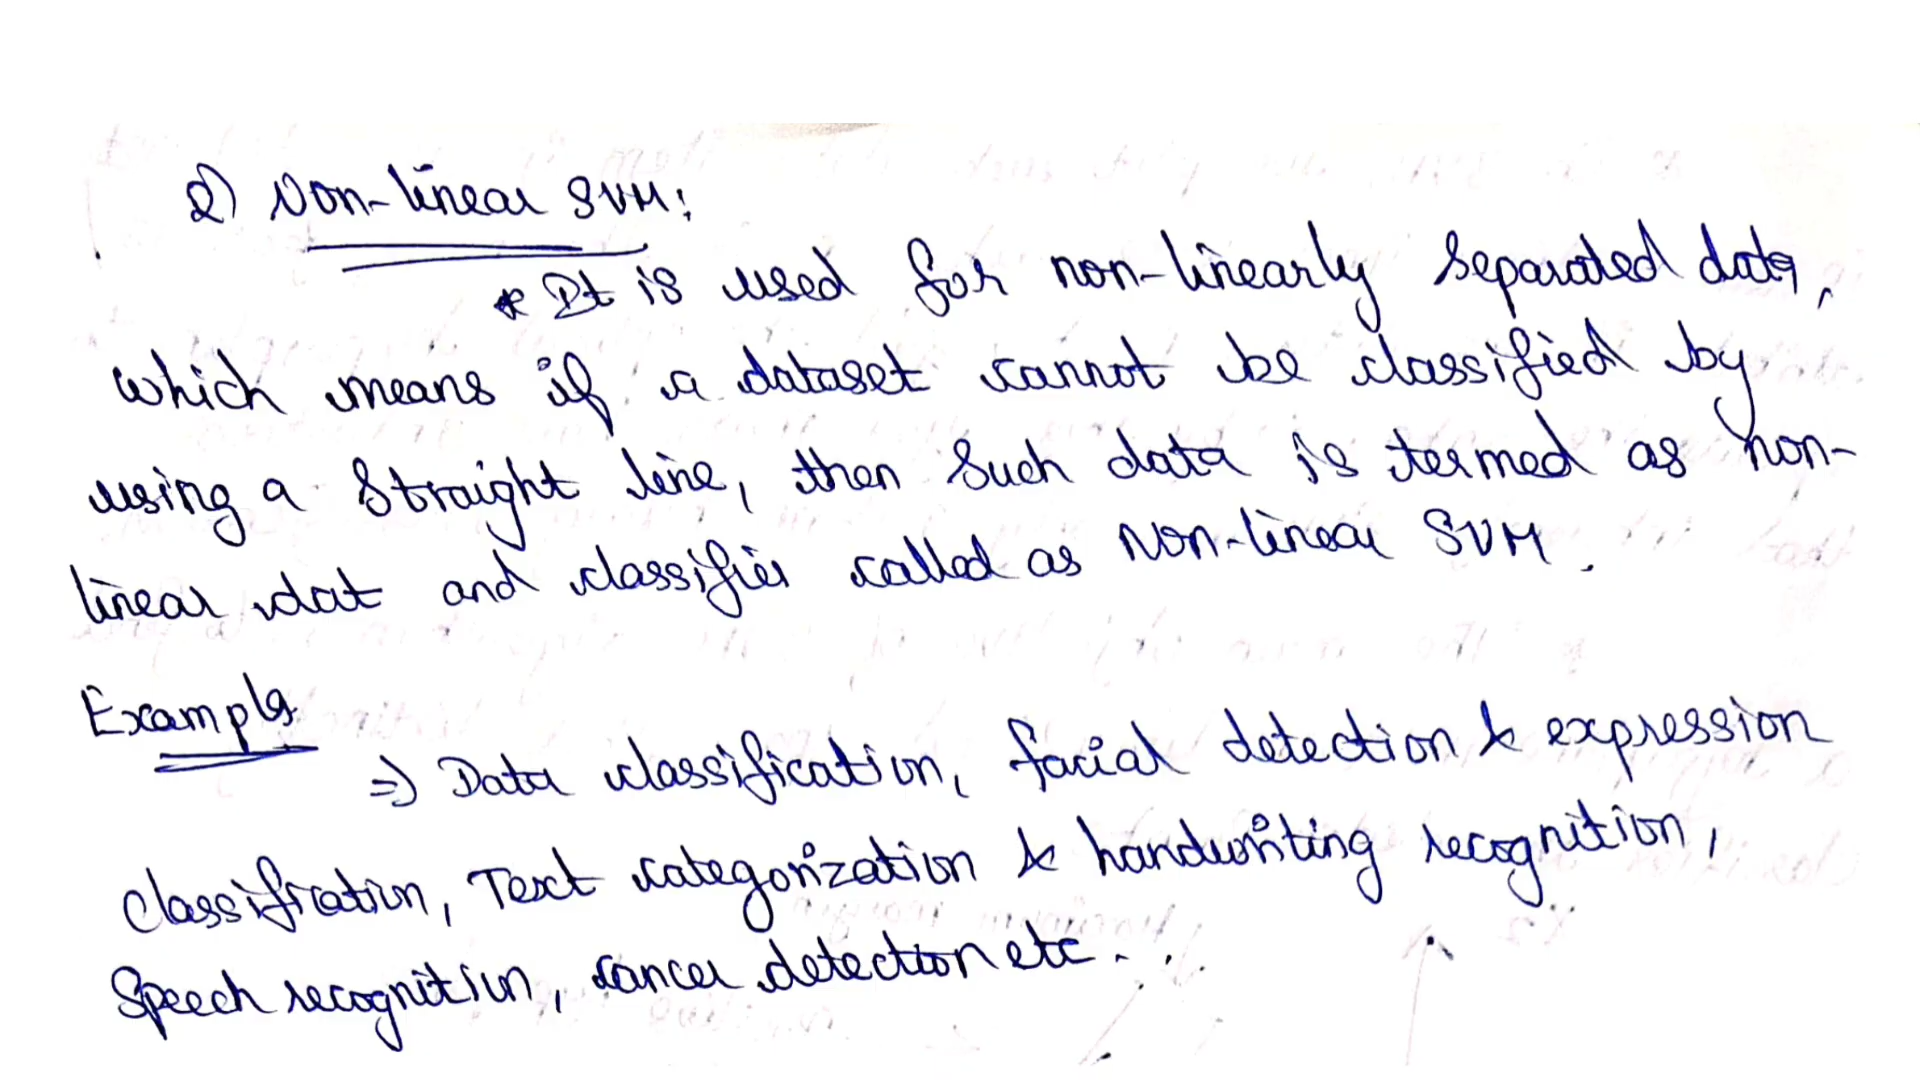 2) Non-linear SVM:
* It is used for non-linearly separated data,
which means if a dataset cannot be classified by
using a straight line, then such data is termed as non-
linear dat and classifier called as Non-linear SVM.
Example
=> Data classification, facial detection & expression
classification, Text categorization & handwriting recognition,
Speech recognition, cancer detection etc...